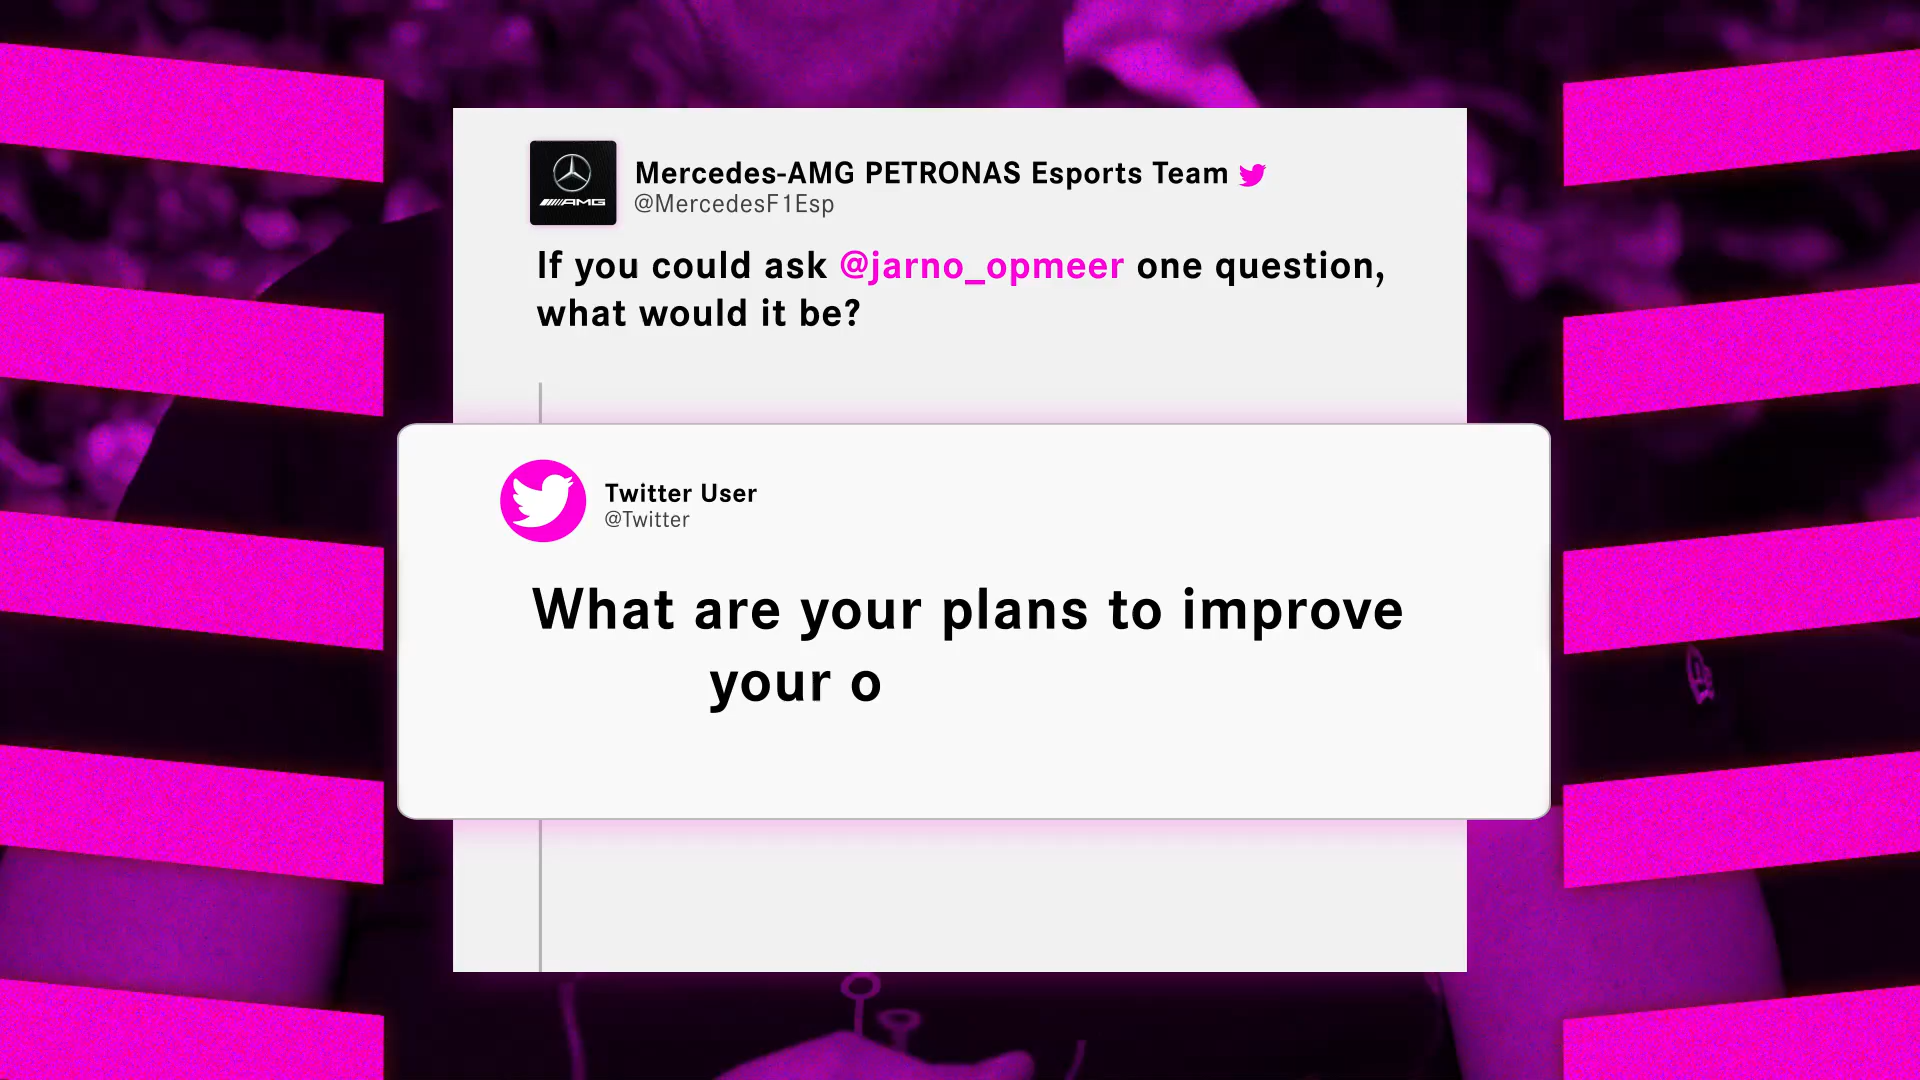 Mercedes-AMG PETRONAS Esports Team
@MercedesF1Esp
AMG
If you could ask @jarno_opmeer one question,
what would it be?
Twitter User
@Twitter
What are your plans to improve
your o